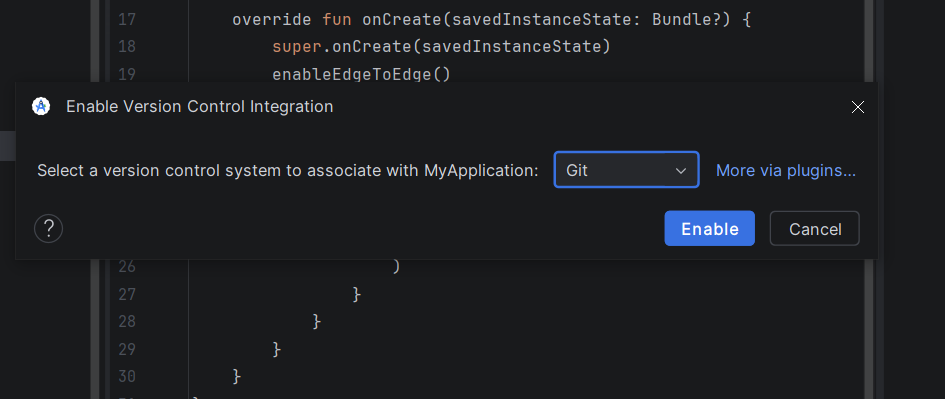 17 override fun onCreate(savedInstanceState: Bundle?) {
18 super.onCreate(savedInstanceState)
19 enableEdgeToEdge()
Enable Version Control Integration
Select a version control system to associate with MyApplication: Git More via plugins...
? Enable Cancel
26 )
27 }
28 }
29 }
30 }